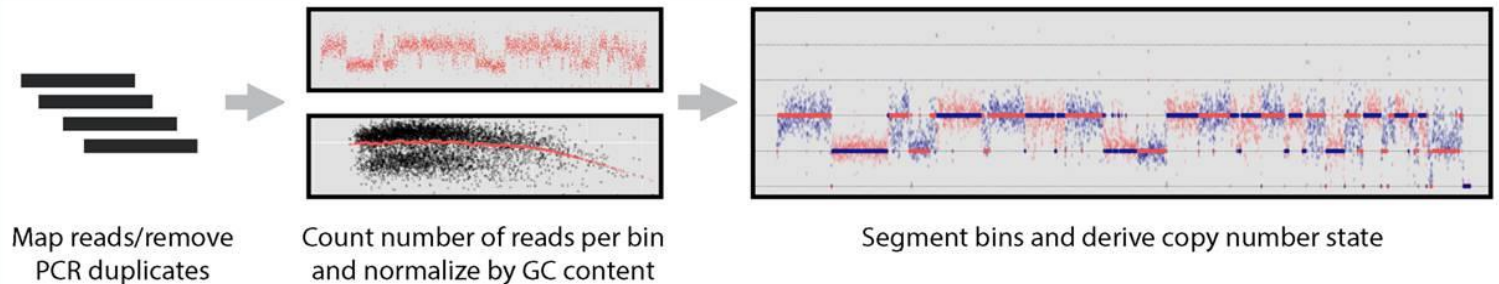 Map reads/remove
PCR duplicates
Count number of reads per bin
and normalize by GC content
Segment bins and derive copy number state